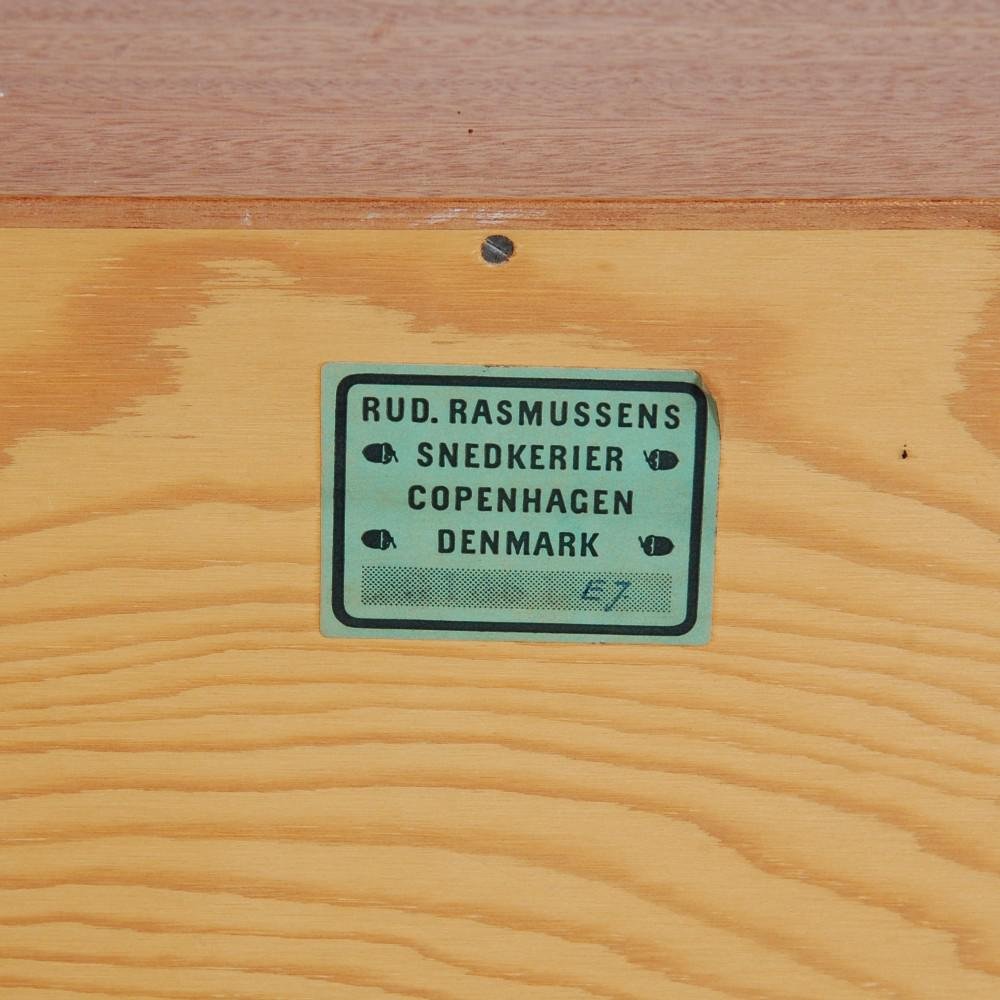 RUD. RASMUSSENS
SNEDKERIER
COPENHAGEN
DENMARK
E7